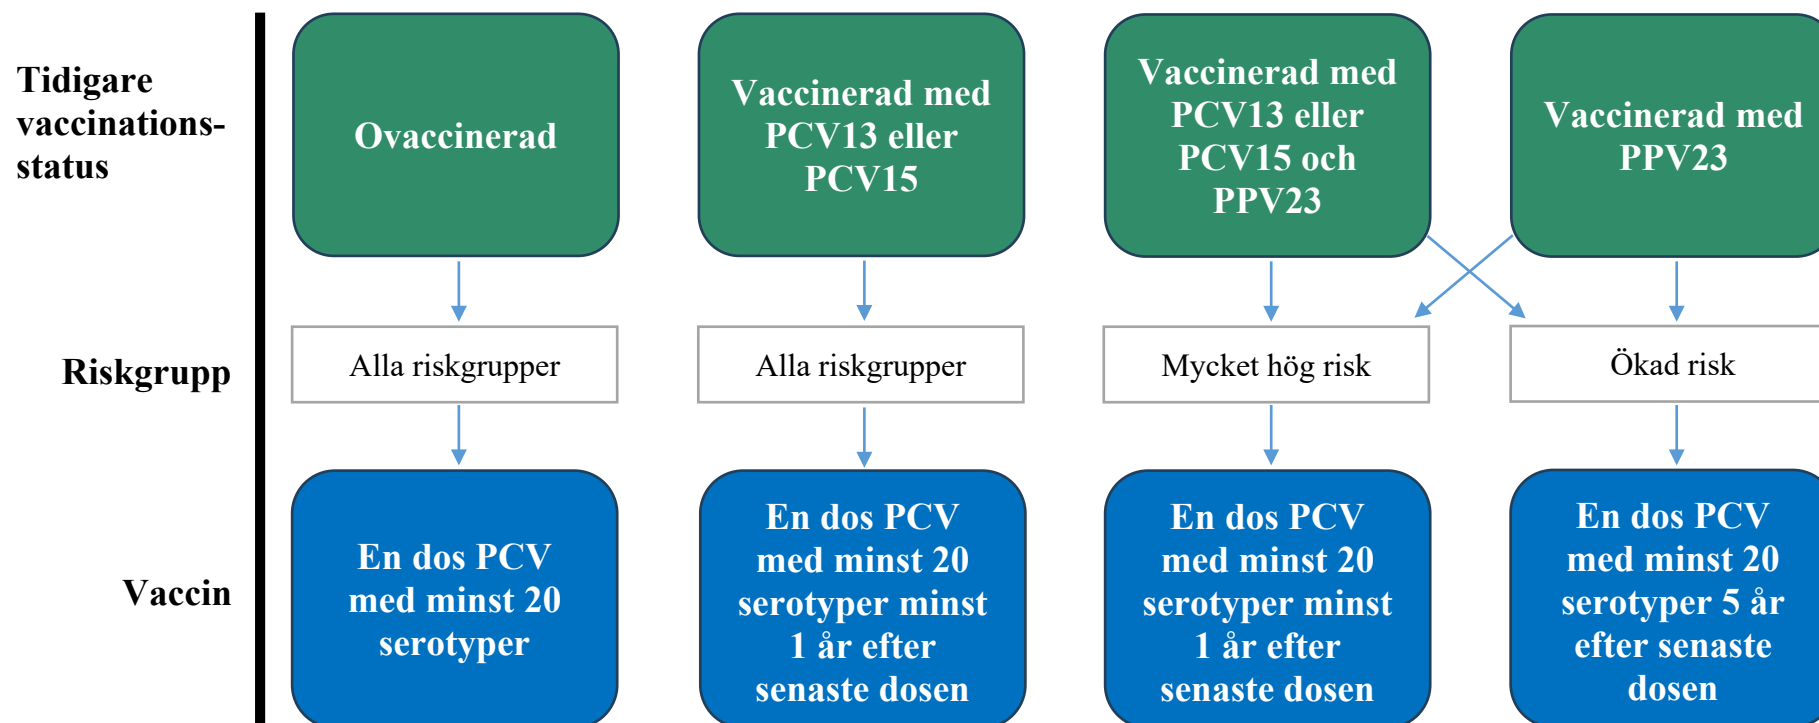 Tidigare
vaccinations-
status
Ovaccinerad
Vaccinerad med
PCV13 eller
PCV15
Vaccinerad med
PCV13 eller
PCV15 och
PPV23
Vaccinerad med
PPV23
Riskgrupp
Alla riskgrupper
Alla riskgrupper
Mycket hög risk
Ökad risk
Vaccin
En dos PCV
med minst 20
serotyper
En dos PCV
med minst 20
serotyper minst
1 år efter
senaste dosen
En dos PCV
med minst 20
serotyper minst
1 år efter
senaste dosen
En dos PCV
med minst 20
serotyper 5 år
efter senaste
dosen